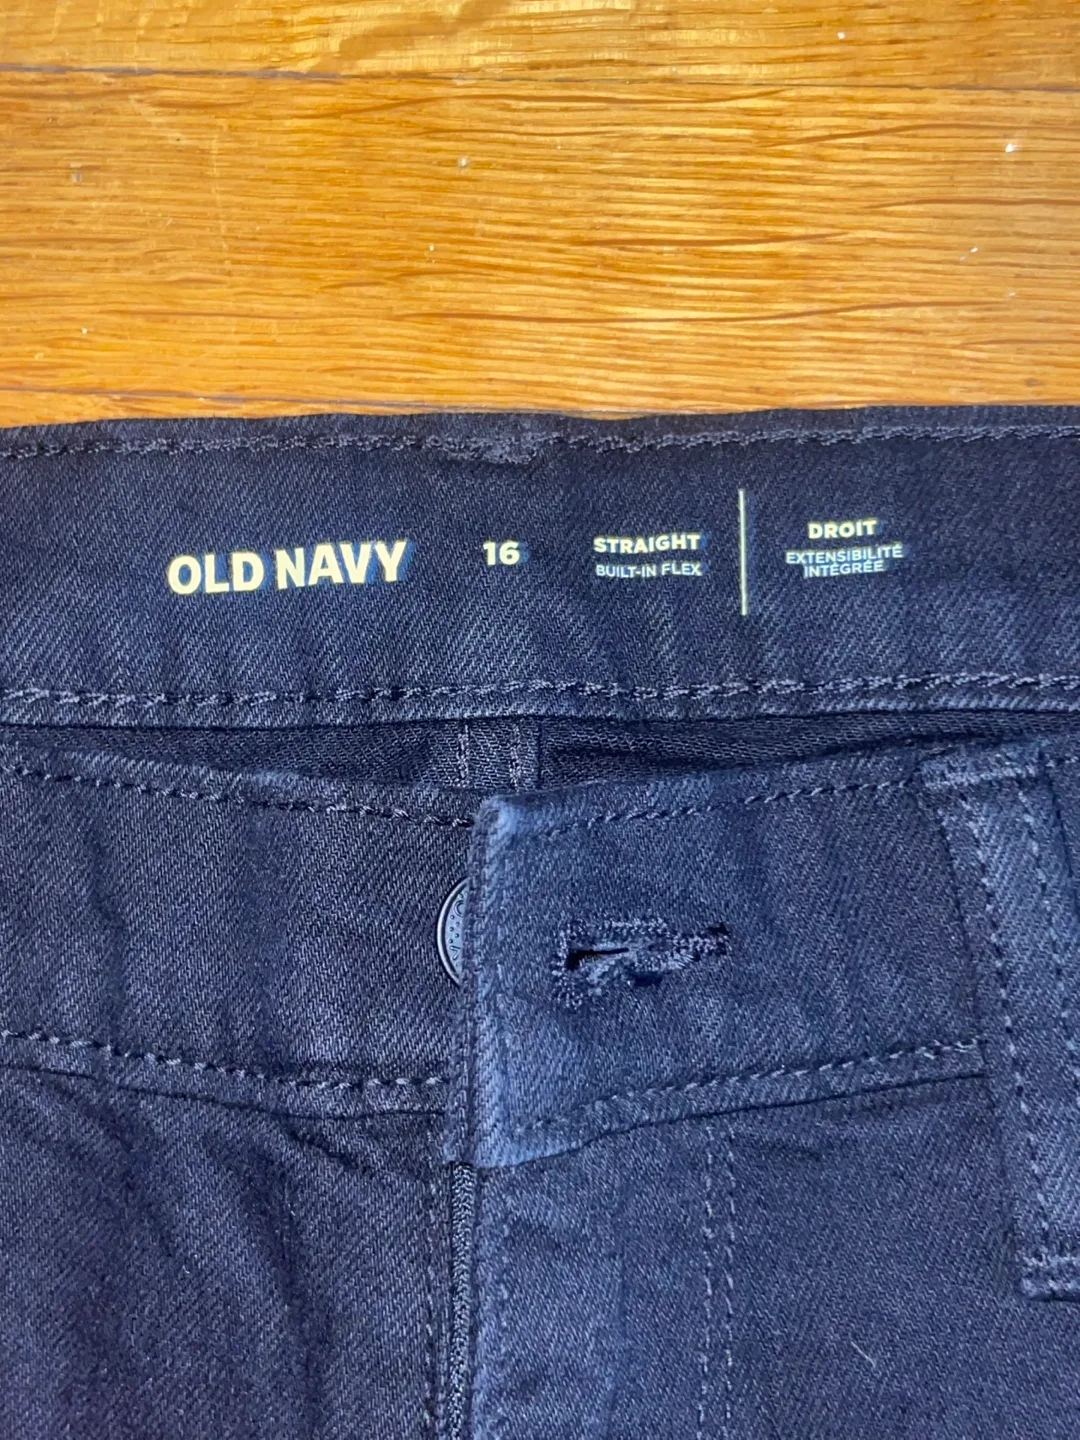 OLD NAVY
16
STRAIGHT
BUILT-IN FLEX
DROIT
EXTENSIBILITÉ
INTÉGRÉE